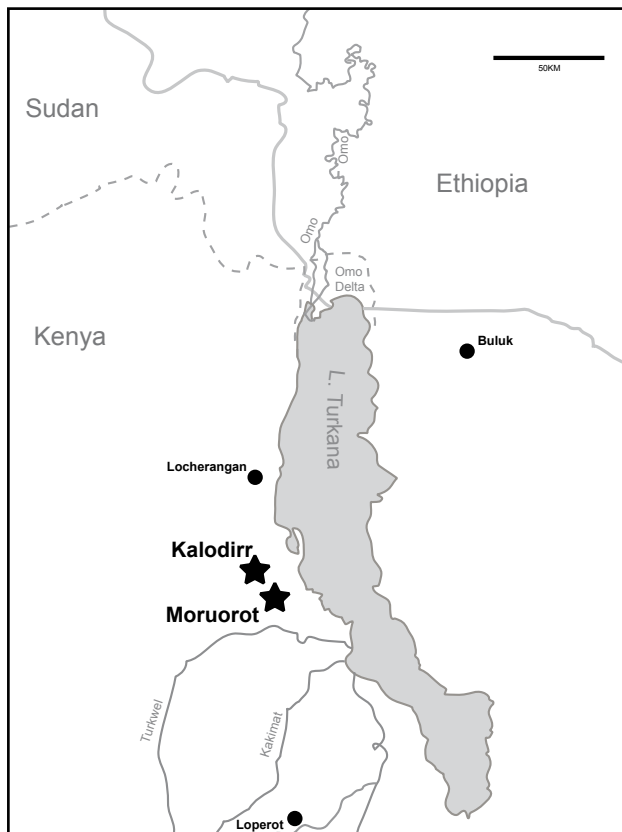 50KM
Sudan
Omo
Ethiopia
Omo
Omo
Delta
Kenya
Buluk
L. Turkana
Locherangan
Kalodirr
Moruorot
Turkwel
Kakimat
Loperot